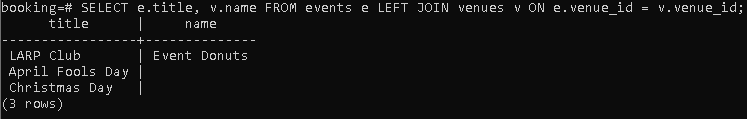 booking=# SELECT e.title, v.name FROM events e LEFT JOIN venues v ON e.venue_id = v.venue_id;
      title      |     name
-----------------+--------------
 LARP Club       | Event Donuts
 April Fools Day |
 Christmas Day   |
(3 rows)